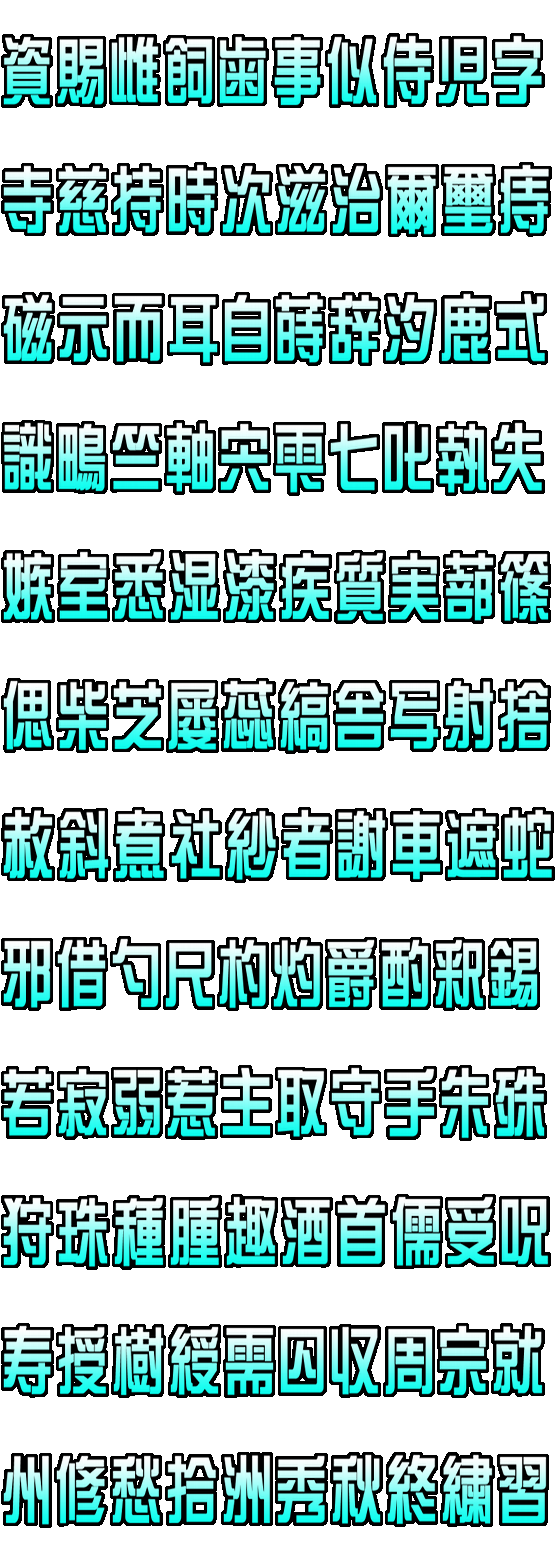 資賜雌飼歯事似侍児字
寺慈持時次滋治爾璽痔
磁示而耳自蒔辞汐鹿式
識鴫竺軸宍雫七叱執失
嫉室悉湿漆疾質実蔀篠
偲柴芝屡蕊縞舎写射捨
赦斜煮社紗者謝車遮蛇
邪借勺尺杓灼爵酌釈錫
若寂弱惹主取守手朱殊
狩珠種腫趣酒首儒受呪
寿授樹綬需囚収周宗就
州修愁拾洲秀秋終繍習